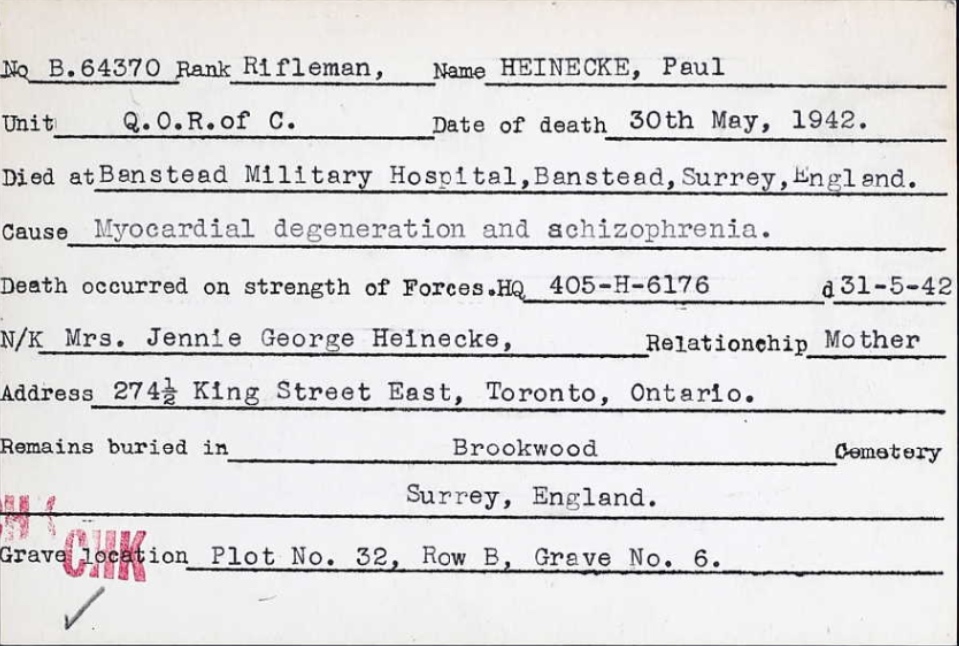 No B.64370 Rank Rifleman, Name HEINECKE, Paul
Unit Q.O.R.of C. Date of death 30th May, 1942.
Died at Banstead Military Hospital,Banstead,Surrey,England.
Cause Myocardial degeneration and schizophrenia.
Death occurred on strength of Forces.HQ 405-H-6176 d 31-5-42
N/K Mrs. Jennie George Heinecke, Relationship Mother
Address 274½ King Street East, Toronto, Ontario.
Remains buried in Brookwood Cemetery
Surrey, England.
CHK
Grave location Plot No. 32, Row B, Grave No. 6.